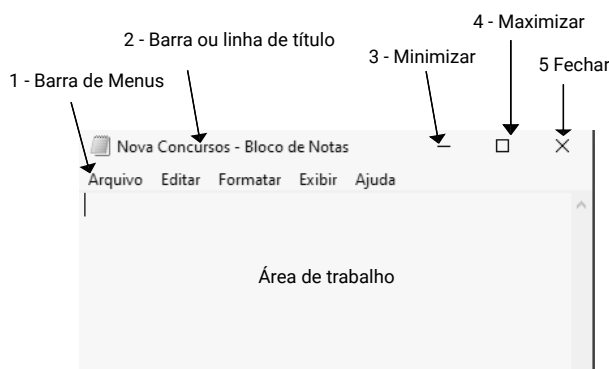 4 - Maximizar
2 - Barra ou linha de título
3 - Minimizar
5 Fechar
1 - Barra de Menus
Nova Concursos - Bloco de Notas
Arquivo Editar Formatar Exibir Ajuda
Área de trabalho